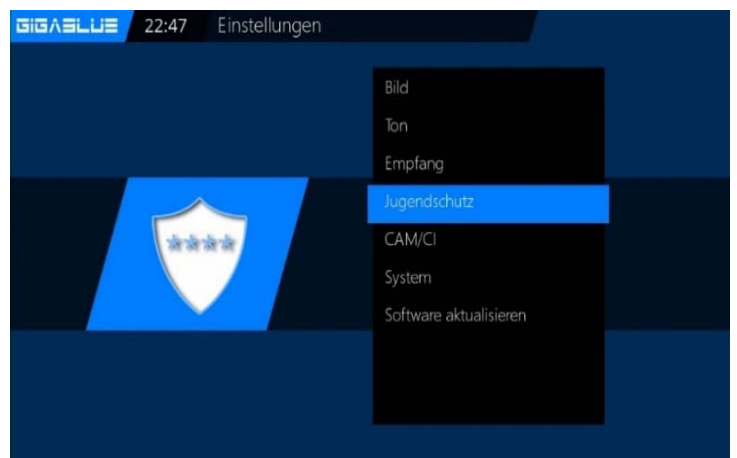 GIGABLUE 22:47 Einstellungen
Bild
Ton
Empfang
Jugendschutz
CAM/CI
System
Software aktualisieren